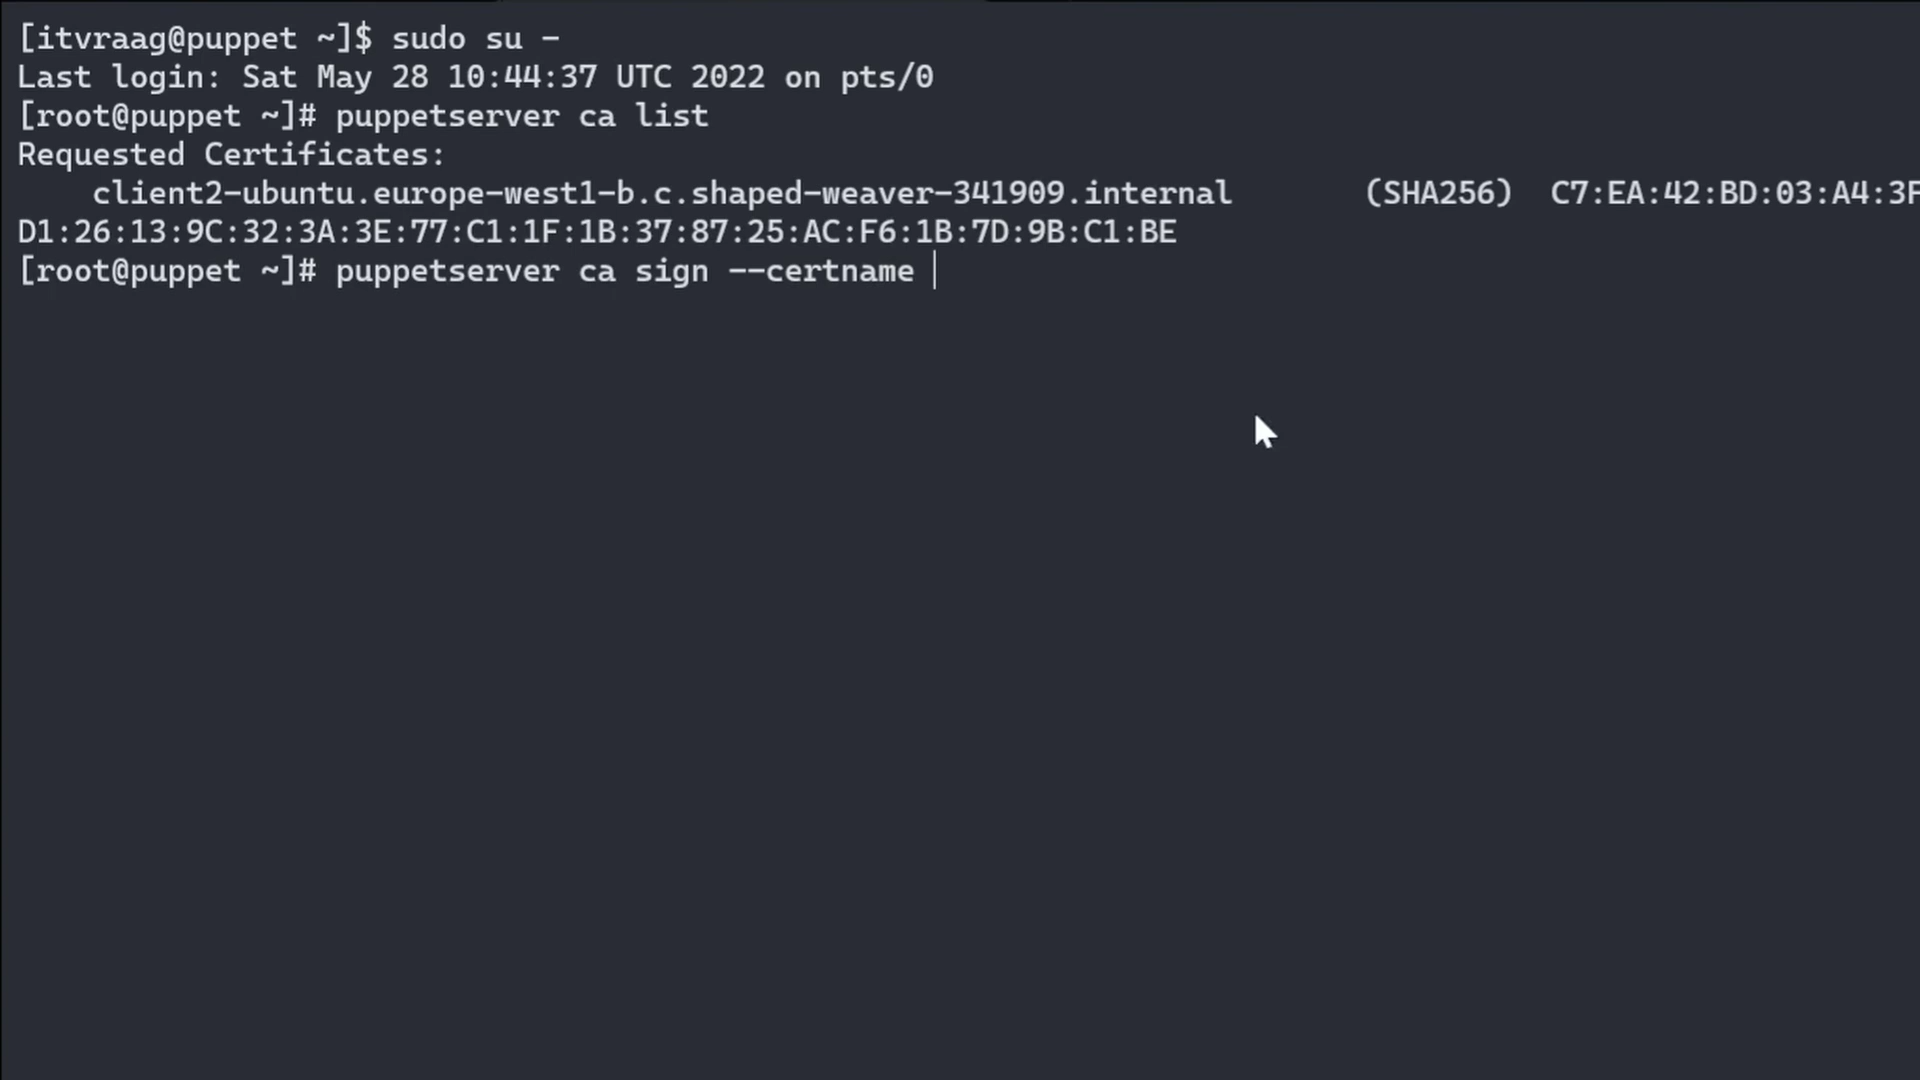 [itvraag@puppet ~]$ sudo su -
Last login: Sat May 28 10:44:37 UTC 2022 on pts/0
[root@puppet ~]# puppetserver ca list
Requested Certificates:
    client2-ubuntu.europe-west1-b.c.shaped-weaver-341909.internal       (SHA256)  C7:EA:42:BD:03:A4:3F
D1:26:13:9C:32:3A:3E:77:C1:1F:1B:37:87:25:AC:F6:1B:7D:9B:C1:BE
[root@puppet ~]# puppetserver ca sign --certname